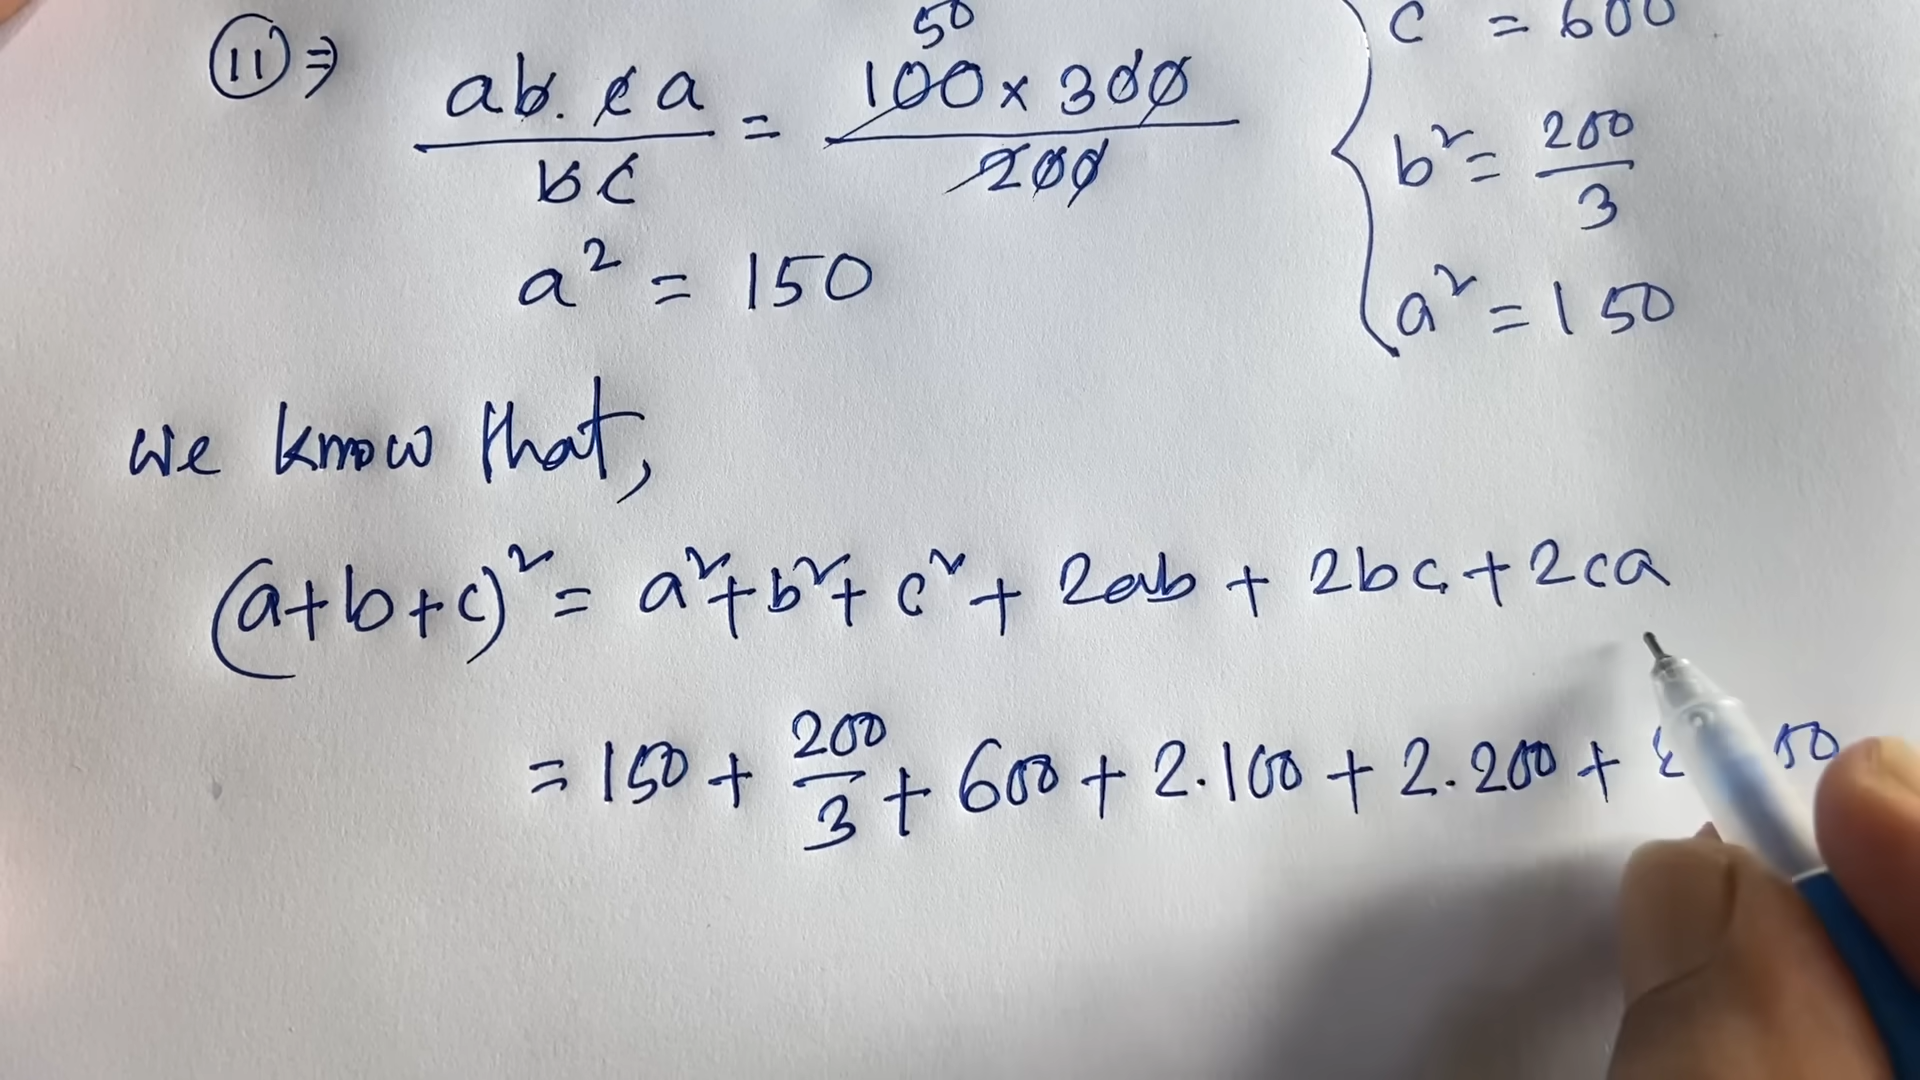 (11) ⇒ ab. ca / bc = 100 × 300 / 200
50
a² = 150
c = 600
b² = 200/3
a² = 150
We know that,
(a+b+c)² = a²+b²+c²+2ab+2bc+2ca
= 150 + 200/3 + 600 + 2.100 + 2.200 +